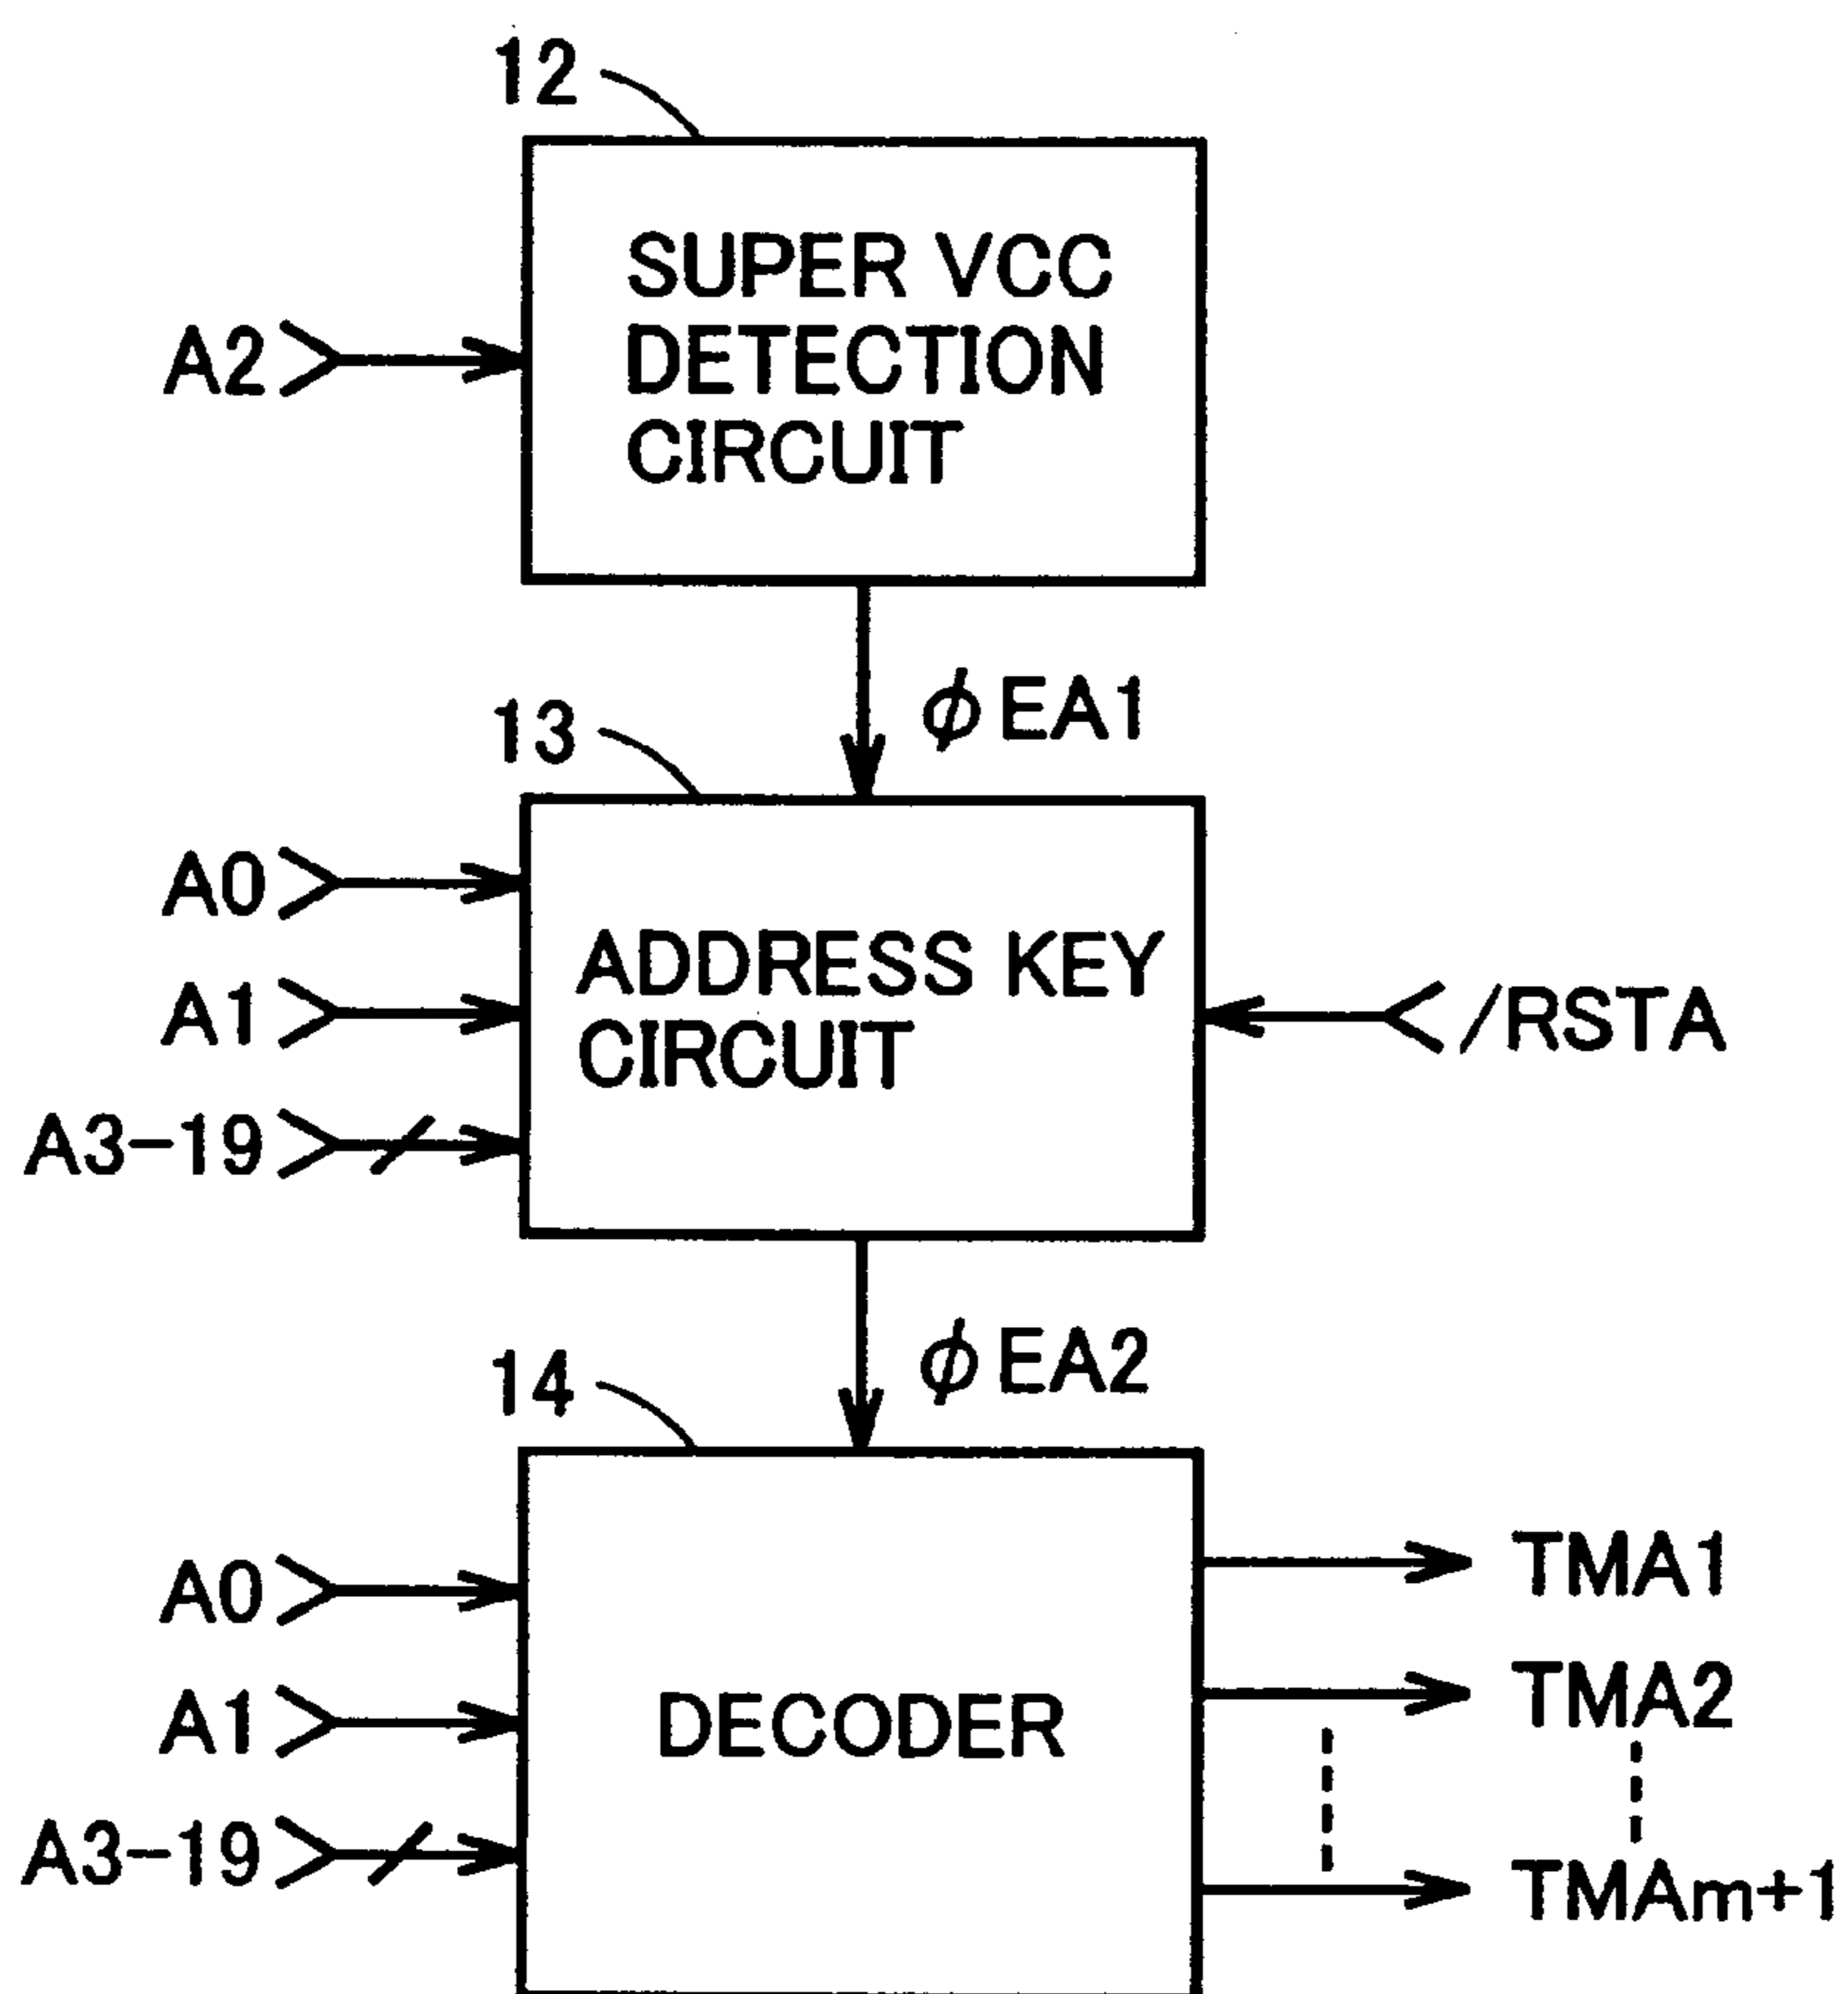 12
SUPER VCC
DETECTION
CIRCUIT
A2
ϕEA1
13
A0
A1
A3-19
ADDRESS KEY
CIRCUIT
/RSTA
ϕEA2
14
A0
A1
A3-19
DECODER
TMA1
TMA2
TMAm+1